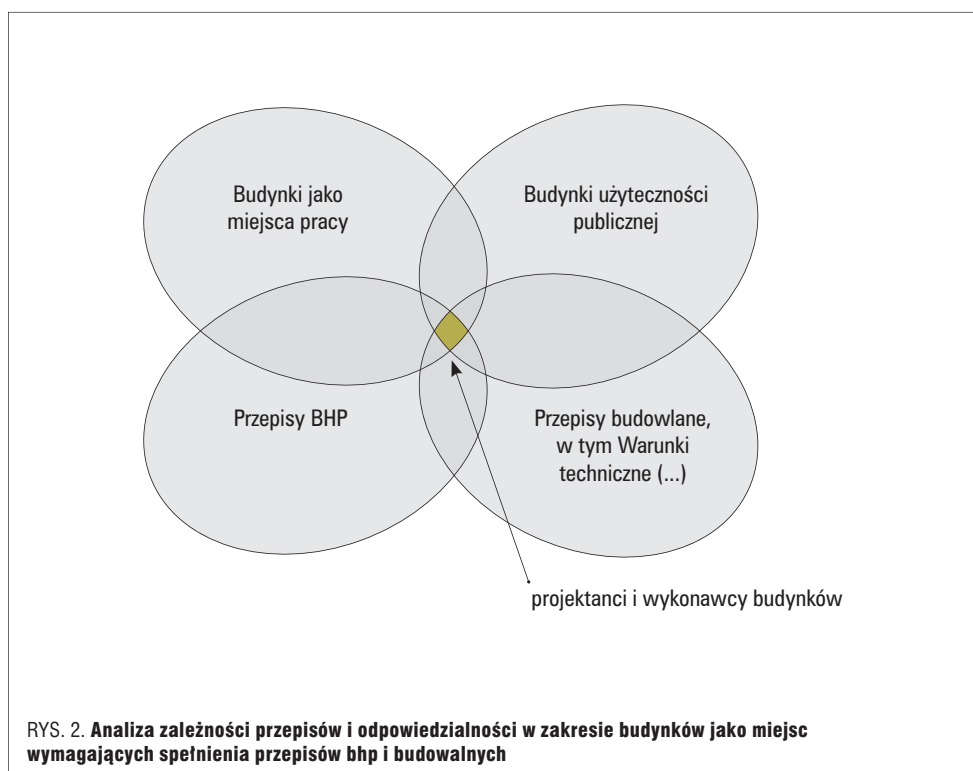 Budynki jako
miejsca pracy
Budynki użyteczności
publicznej
Przepisy BHP
Przepisy budowlane,
w tym Warunki
techniczne (...)
projektanci i wykonawcy budynków
RYS. 2. Analiza zależności przepisów i odpowiedzialności w zakresie budynków jako miejsc
wymagających spełnienia przepisów bhp i budowalnych